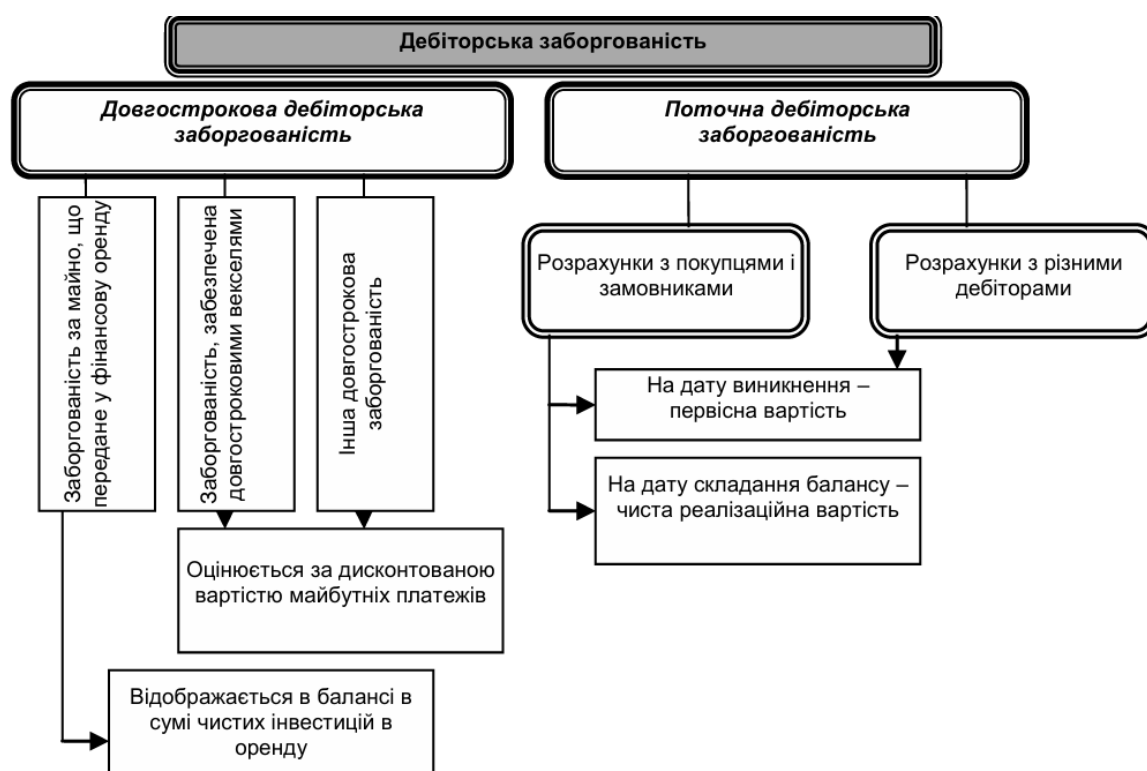 Дебіторська заборгованість
Довгострокова дебіторська
заборгованість
Поточна дебіторська
заборгованість
Заборгованість за майно, що
передане у фінансову оренду
Заборгованість, забезпечена
довгостроковими векселями
Інша довгострокова
заборгованість
Розрахунки з покупцями і
замовниками
Розрахунки з різними
дебіторами
На дату виникнення –
первісна вартість
На дату складання балансу –
чиста реалізаційна вартість
Оцінюється за дисконтованою
вартістю майбутніх платежів
Відображається в балансі в
сумі чистих інвестицій в
оренду